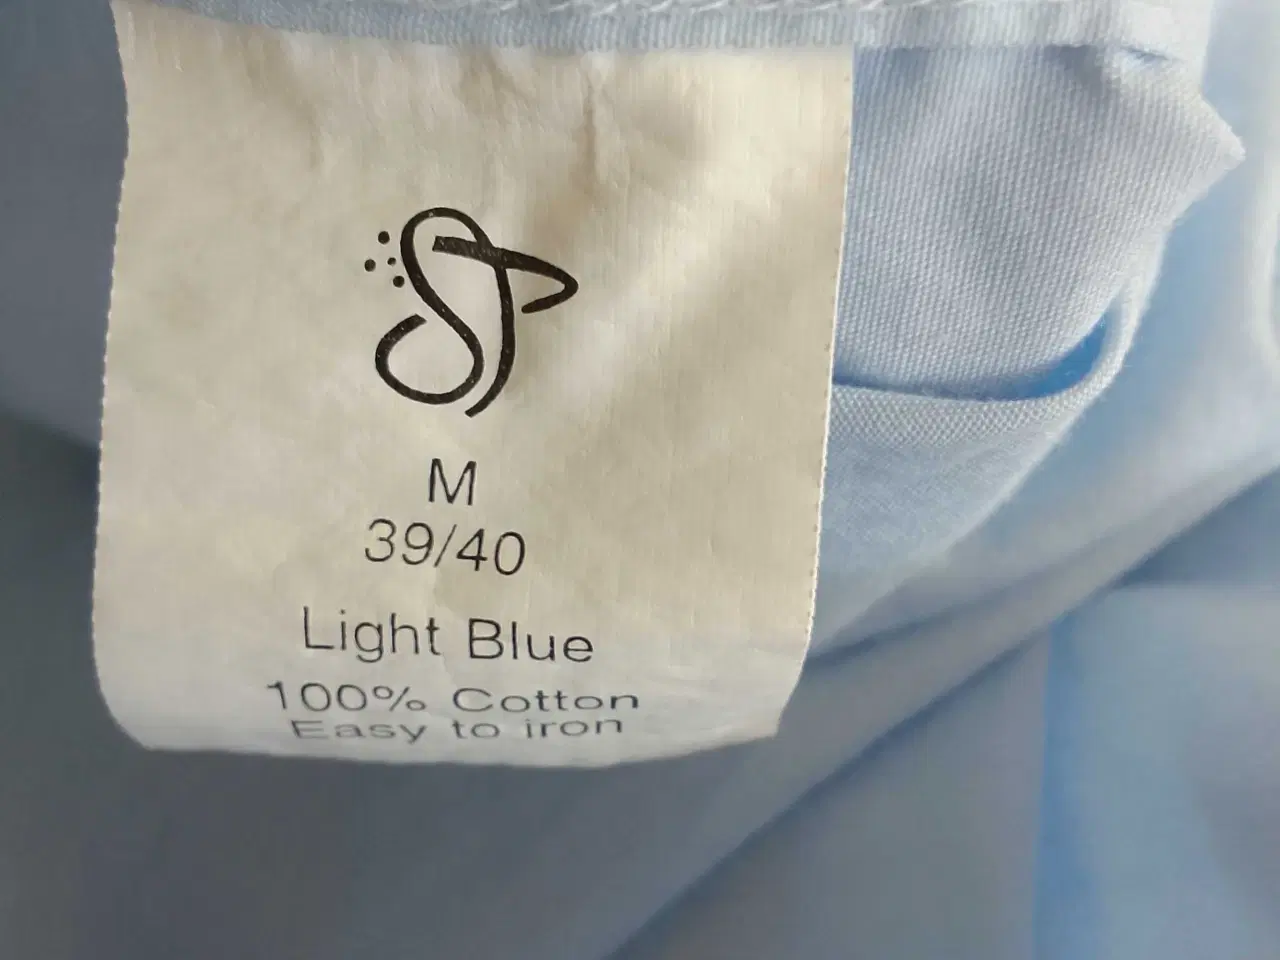 M
39/40
Light Blue
100% Cotton
Easy to iron